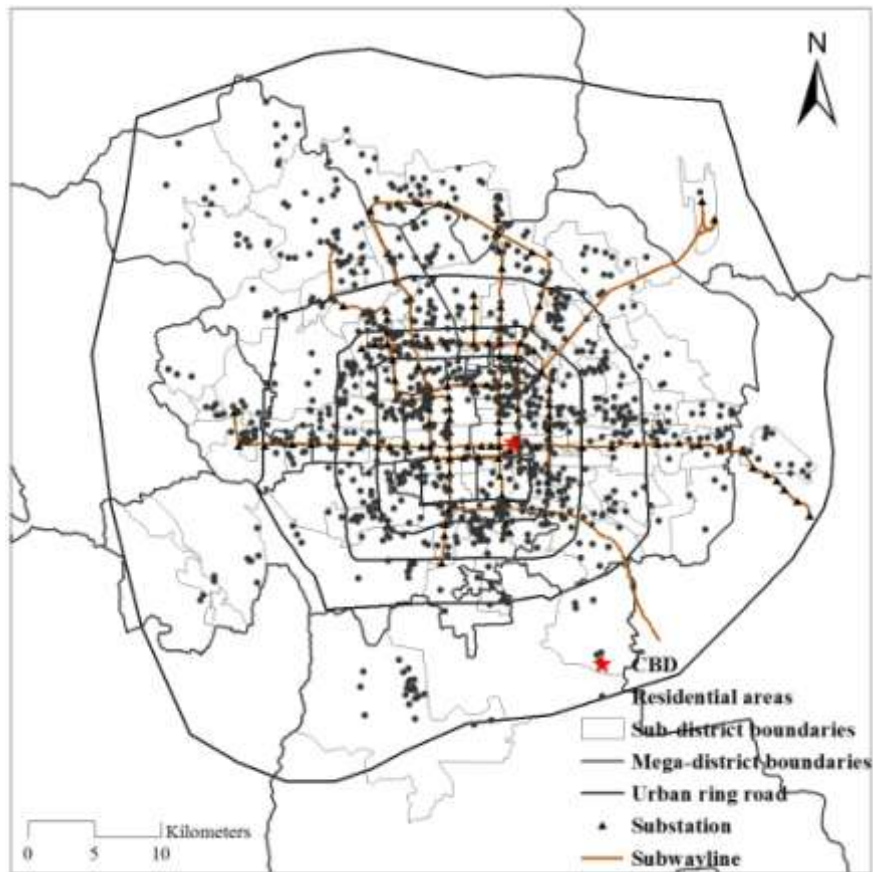 N
CBD
Residential areas
Sub-district boundaries
Mega-district boundaries
Urban ring road
Substation
Subwayline
Kilometers
0 5 10